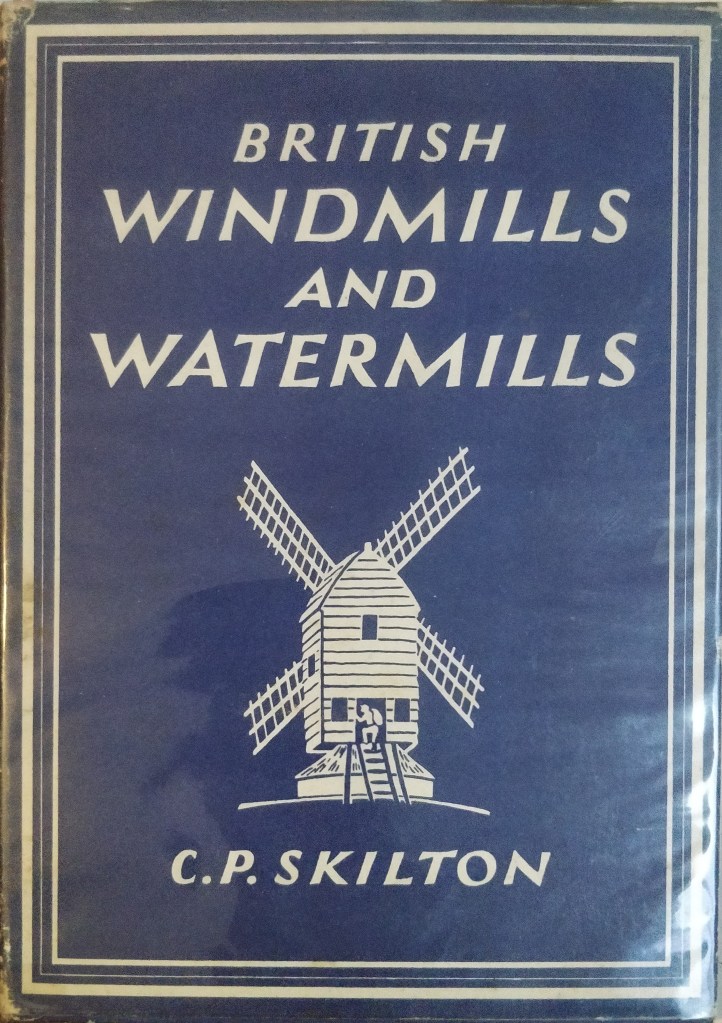 BRITISH
WINDMILLS
AND
WATERMILLS
C.P. SKILTON